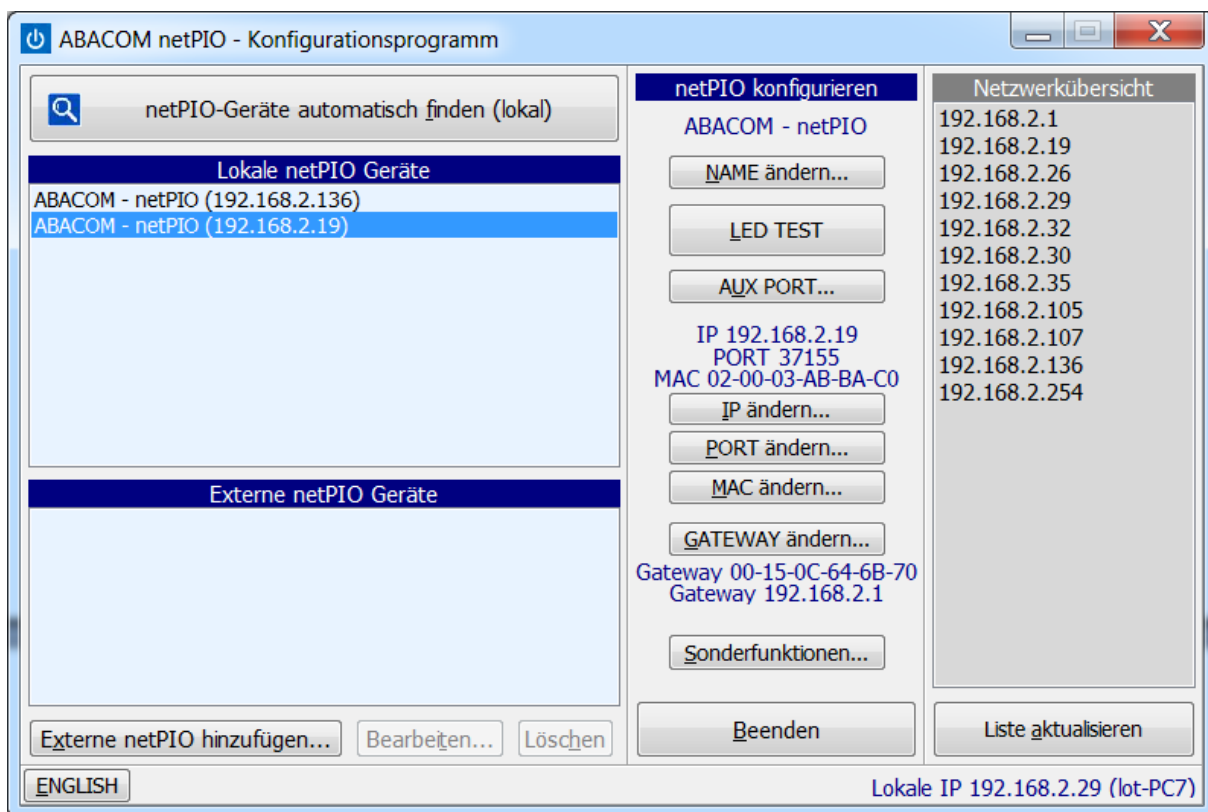 ABACOM netPIO - Konfigurationsprogramm
netPIO-Geräte automatisch finden (lokal)
Lokale netPIO Geräte
ABACOM - netPIO (192.168.2.136)
ABACOM - netPIO (192.168.2.19)
Externe netPIO Geräte
Externe netPIO hinzufügen...
Bearbeiten...
Löschen
netPIO konfigurieren
ABACOM - netPIO
NAME ändern...
LED TEST
AUX PORT...
IP 192.168.2.19
PORT 37155
MAC 02-00-03-AB-BA-C0
IP ändern...
PORT ändern...
MAC ändern...
GATEWAY ändern...
Gateway 00-15-0C-64-6B-70
Gateway 192.168.2.1
Sonderfunktionen...
Beenden
Netzwerkübersicht
192.168.2.1
192.168.2.19
192.168.2.26
192.168.2.29
192.168.2.32
192.168.2.30
192.168.2.35
192.168.2.105
192.168.2.107
192.168.2.136
192.168.2.254
Liste aktualisieren
ENGLISH
Lokale IP 192.168.2.29 (lot-PC7)